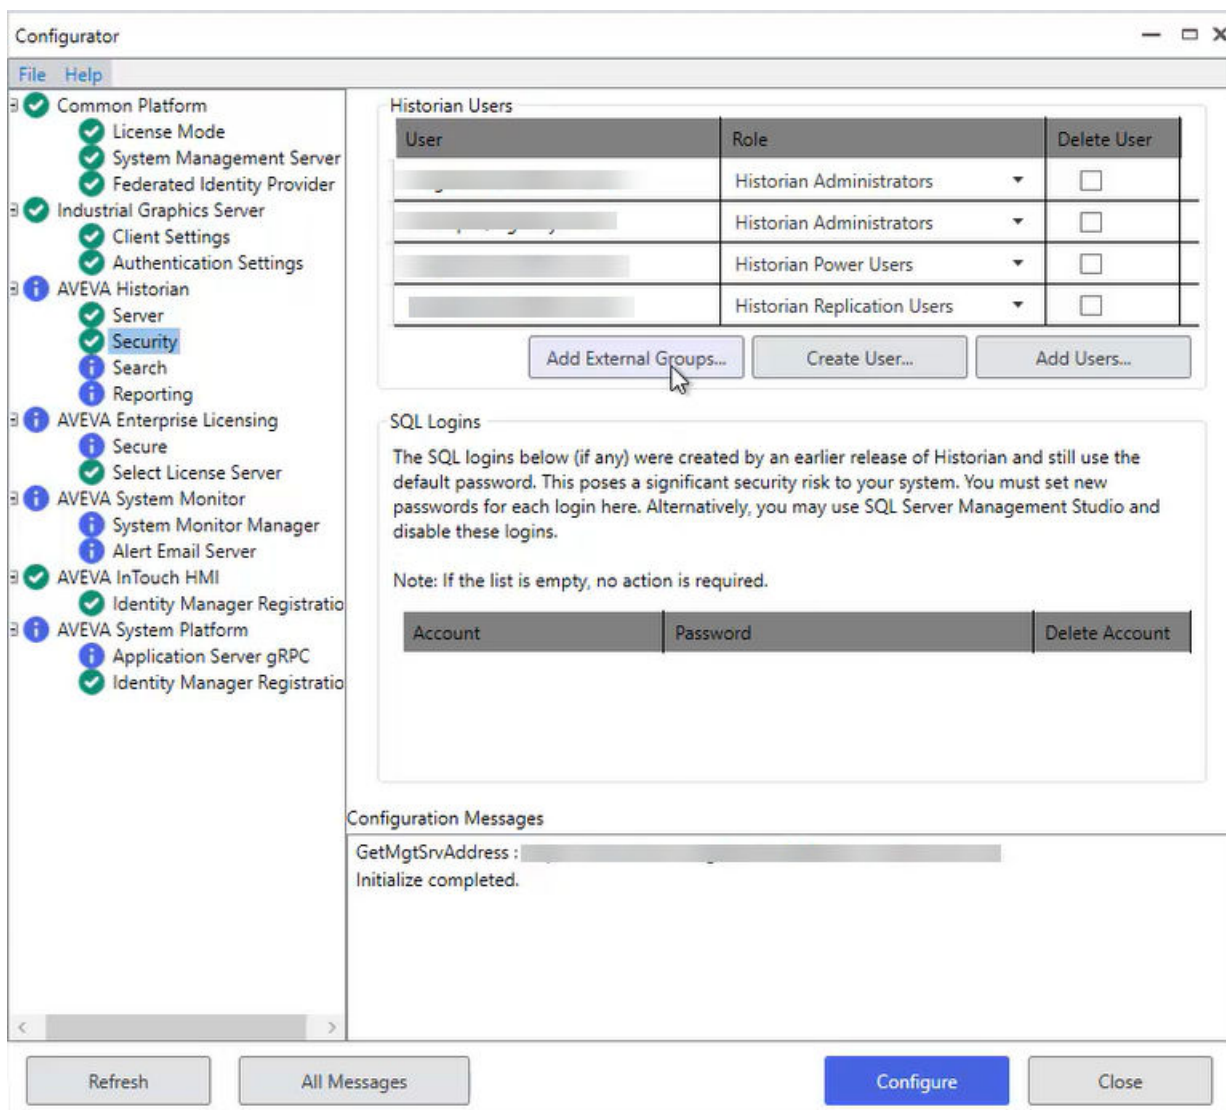 Configurator
File Help
Common Platform
License Mode
System Management Server
Federated Identity Provider
Industrial Graphics Server
Client Settings
Authentication Settings
AVEVA Historian
Server
Security
Search
Reporting
AVEVA Enterprise Licensing
Secure
Select License Server
AVEVA System Monitor
System Monitor Manager
Alert Email Server
AVEVA InTouch HMI
Identity Manager Registratio
AVEVA System Platform
Application Server gRPC
Identity Manager Registratio
Historian Users
User Role Delete User
Historian Administrators
Historian Administrators
Historian Power Users
Historian Replication Users
Add External Groups... Create User... Add Users...
SQL Logins
The SQL logins below (if any) were created by an earlier release of Historian and still use the
default password. This poses a significant security risk to your system. You must set new
passwords for each login here. Alternatively, you may use SQL Server Management Studio and
disable these logins.
Note: If the list is empty, no action is required.
Account Password Delete Account
Configuration Messages
GetMgtSrvAddress :
Initialize completed.
Refresh All Messages Configure Close